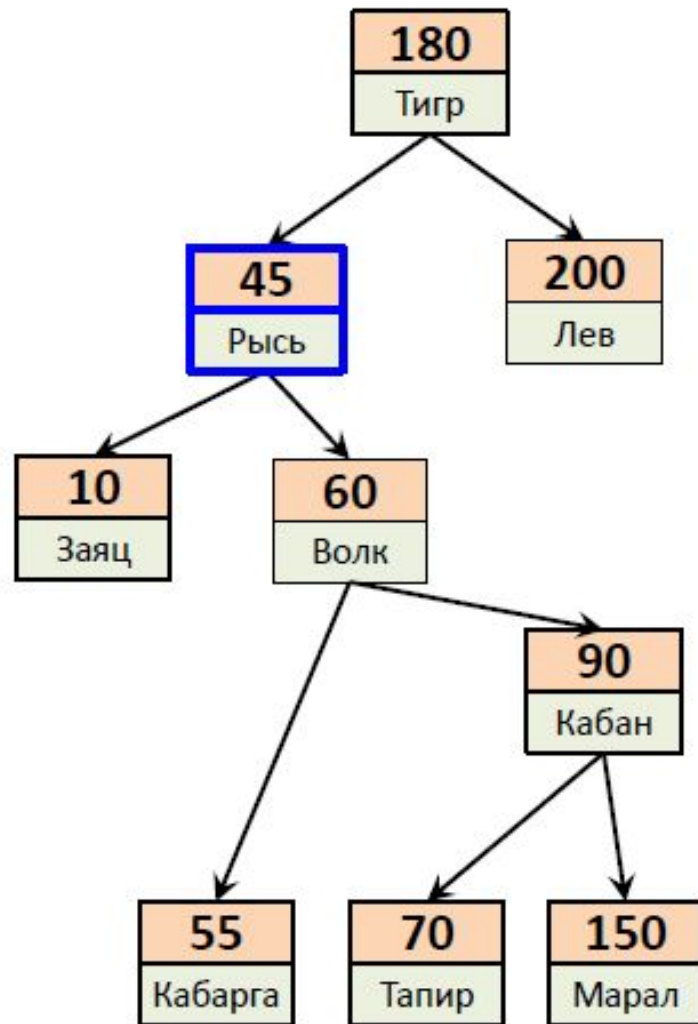 180
Тигр
45
Рысь
200
Лев
10
Заяц
60
Волк
90
Кабан
55
Кабарга
70
Тапир
150
Марал